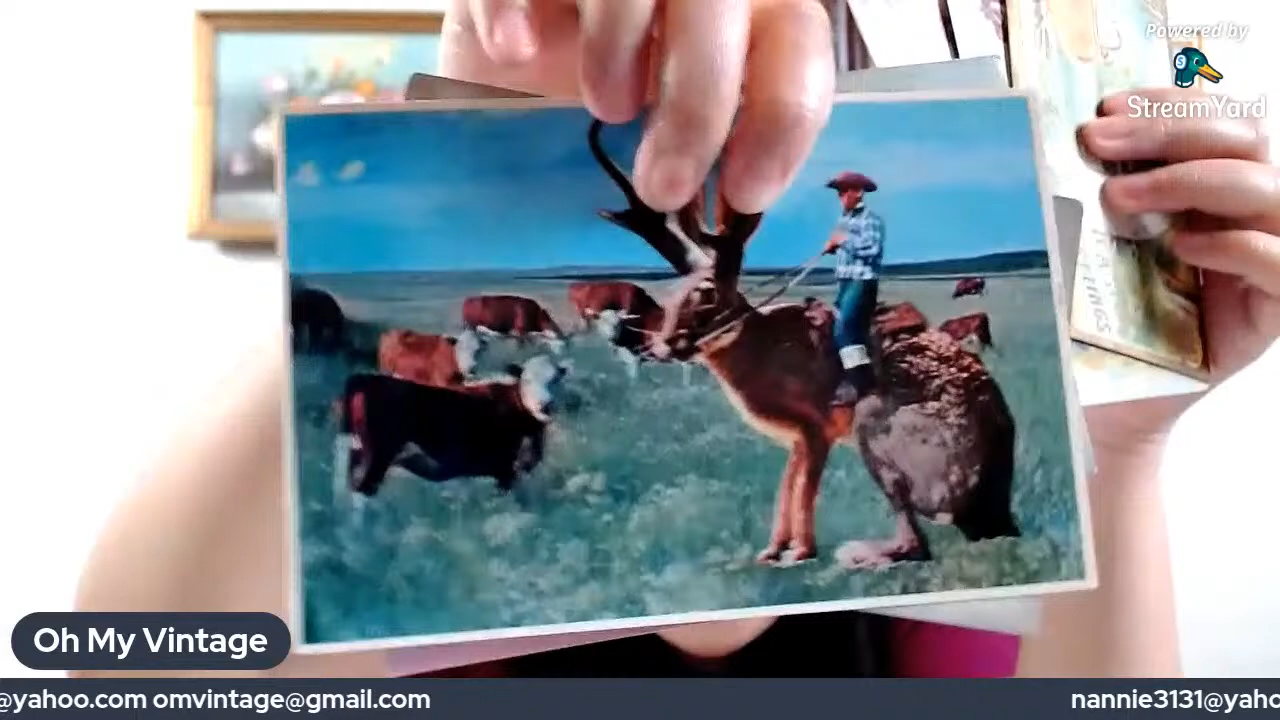 Powered by
StreamYard
Oh My Vintage
@yahoo.com omvintage@gmail.com
nannie3131@yaho